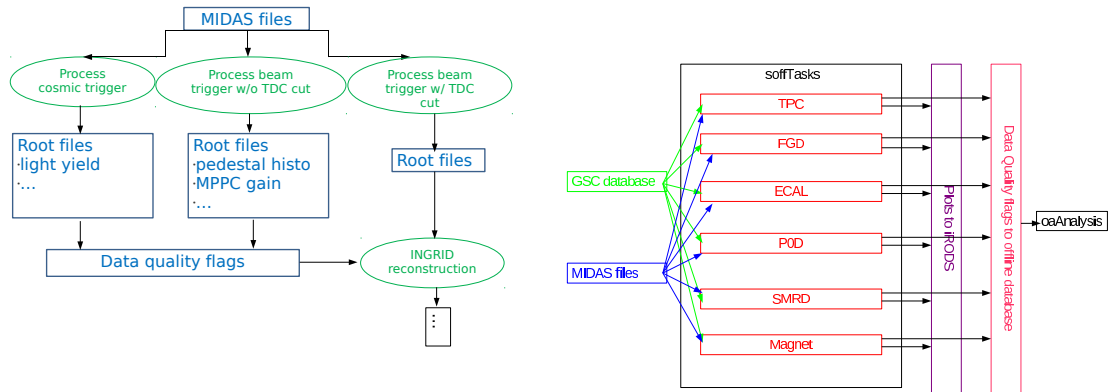 MIDAS files
Process
cosmic trigger
Process beam
trigger w/o TDC cut
Process beam
trigger w/ TDC
cut
Root files
·light yield
·...
Root files
·pedestal histo
·MPPC gain
·...
Root files
Data quality flags
INGRID
reconstruction
...
soffTasks
TPC
FGD
ECAL
P0D
SMRD
Magnet
GSC database
MIDAS files
Plots to iRODS
Data Quality flags to offline database
oaAnalysis